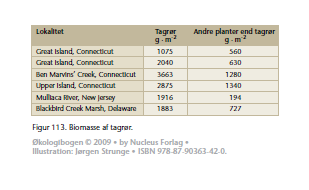 Lokalitet Tagrør Andre planter end tagrør
g · m⁻² g · m⁻²
Great Island, Connecticut 1075 560
Great Island, Connecticut 2040 630
Ben Marvins' Creek, Connecticut 3663 1280
Upper Island, Connecticut 2875 1340
Mullaca River, New Jersey 1916 194
Blackbird Creek Marsh, Delaware 1883 727
Figur 113. Biomasse af tagrør.
Økologibogen © 2009 • by Nucleus Forlag •
Illustration: Jørgen Strunge • ISBN 978-87-90363-42-0.